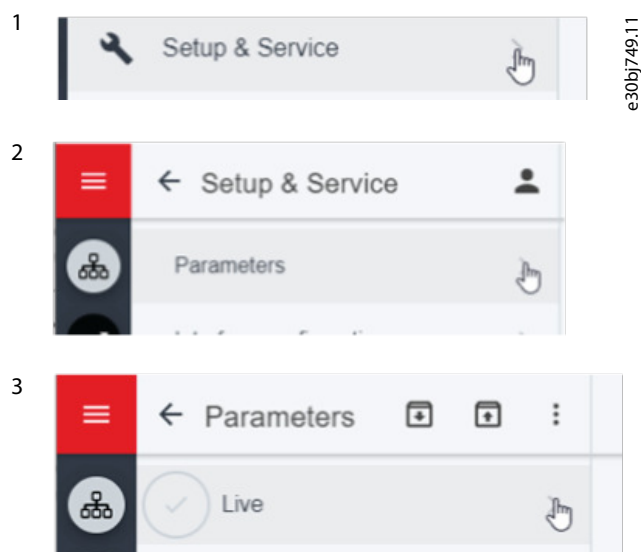 1
Setup & Service
e30bj749.11
2
Setup & Service
Parameters
3
Parameters
Live